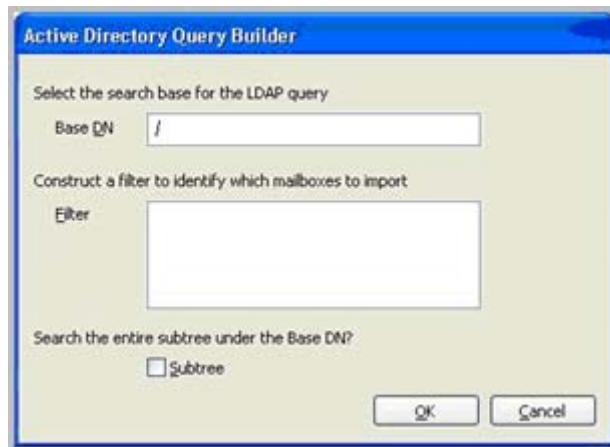 Active Directory Query Builder
Select the search base for the LDAP query
Base DN
/
Construct a filter to identify which mailboxes to import
Filter
Search the entire subtree under the Base DN?
Subtree
OK
Cancel